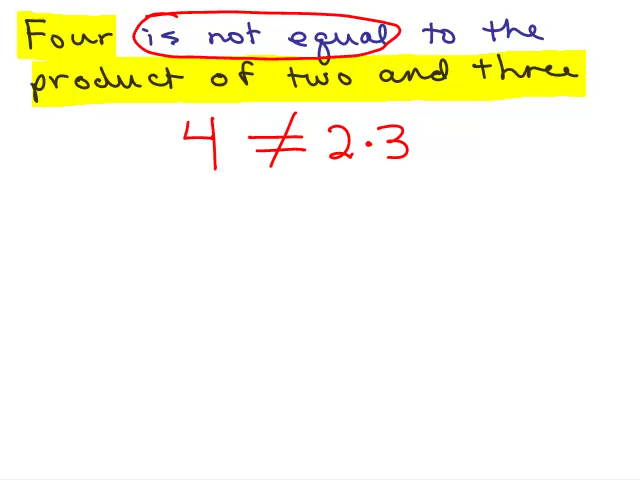 Four is not equal to the
product of two and three
4 ≠ 2·3